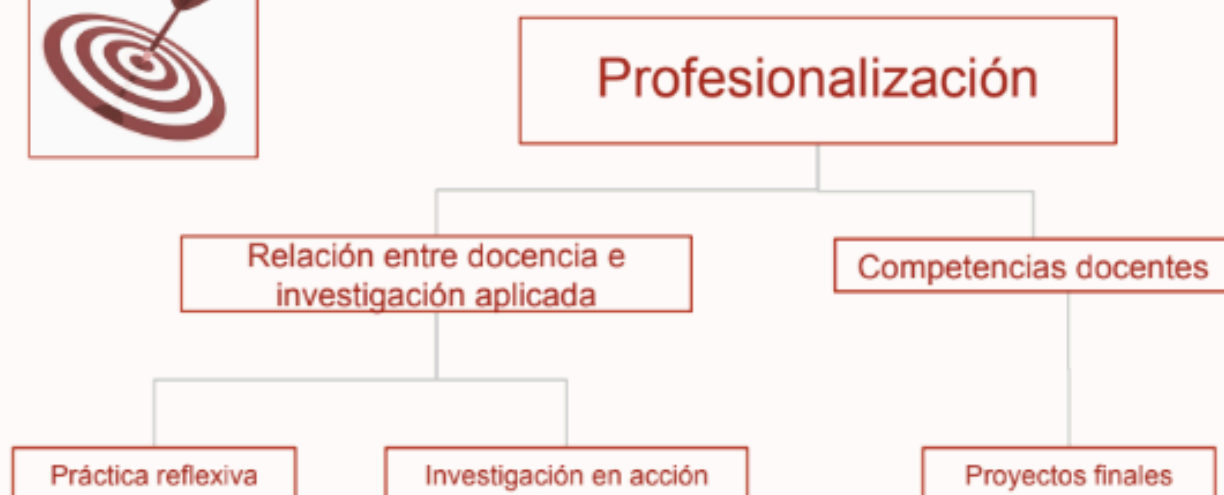 Profesionalización
Relación entre docencia e
investigación aplicada
Competencias docentes
Práctica reflexiva
Investigación en acción
Proyectos finales